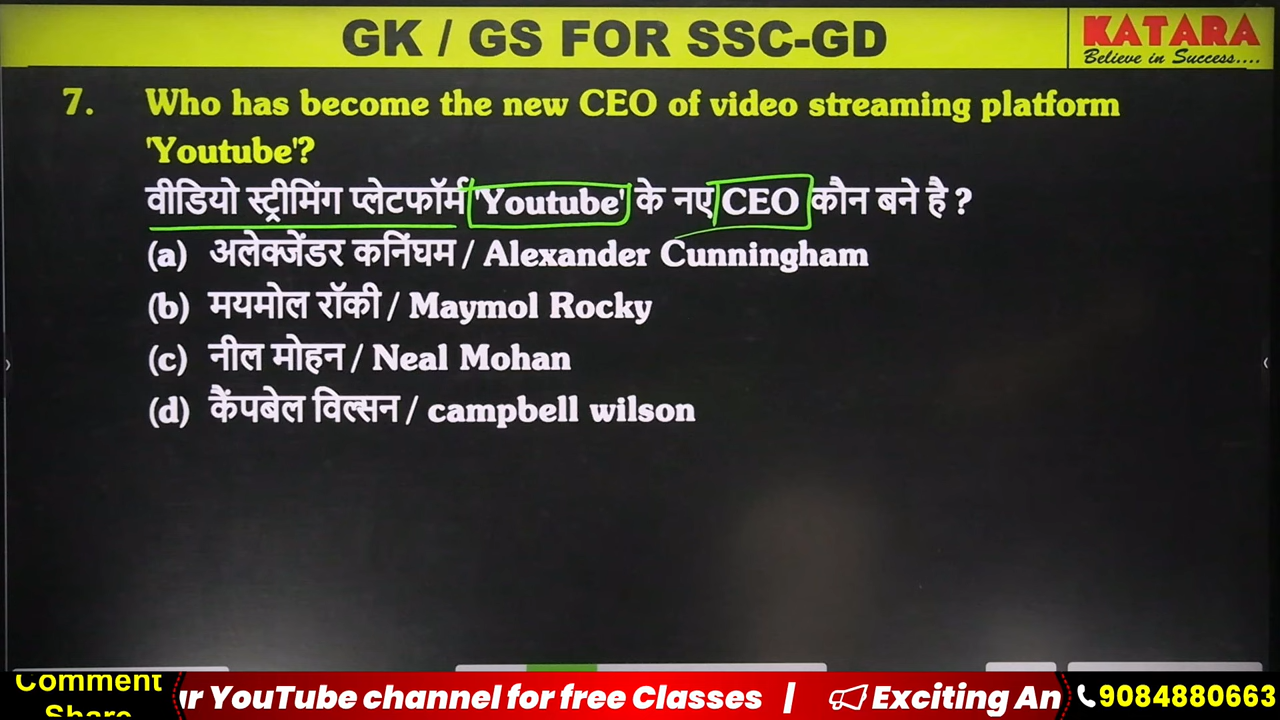 GK / GS FOR SSC-GD
KATARA
Believe in Success....
7. Who has become the new CEO of video streaming platform
'Youtube'?
वीडियो स्ट्रीमिंग प्लेटफॉर्म 'Youtube' के नए CEO कौन बने है ?
(a) अलेक्जेंडर कनिंघम / Alexander Cunningham
(b) मयमोल रॉकी / Maymol Rocky
(c) नील मोहन / Neal Mohan
(d) कैंपबेल विल्सन / campbell wilson
Comment
Share
ur YouTube channel for free Classes | Exciting An
9084880663